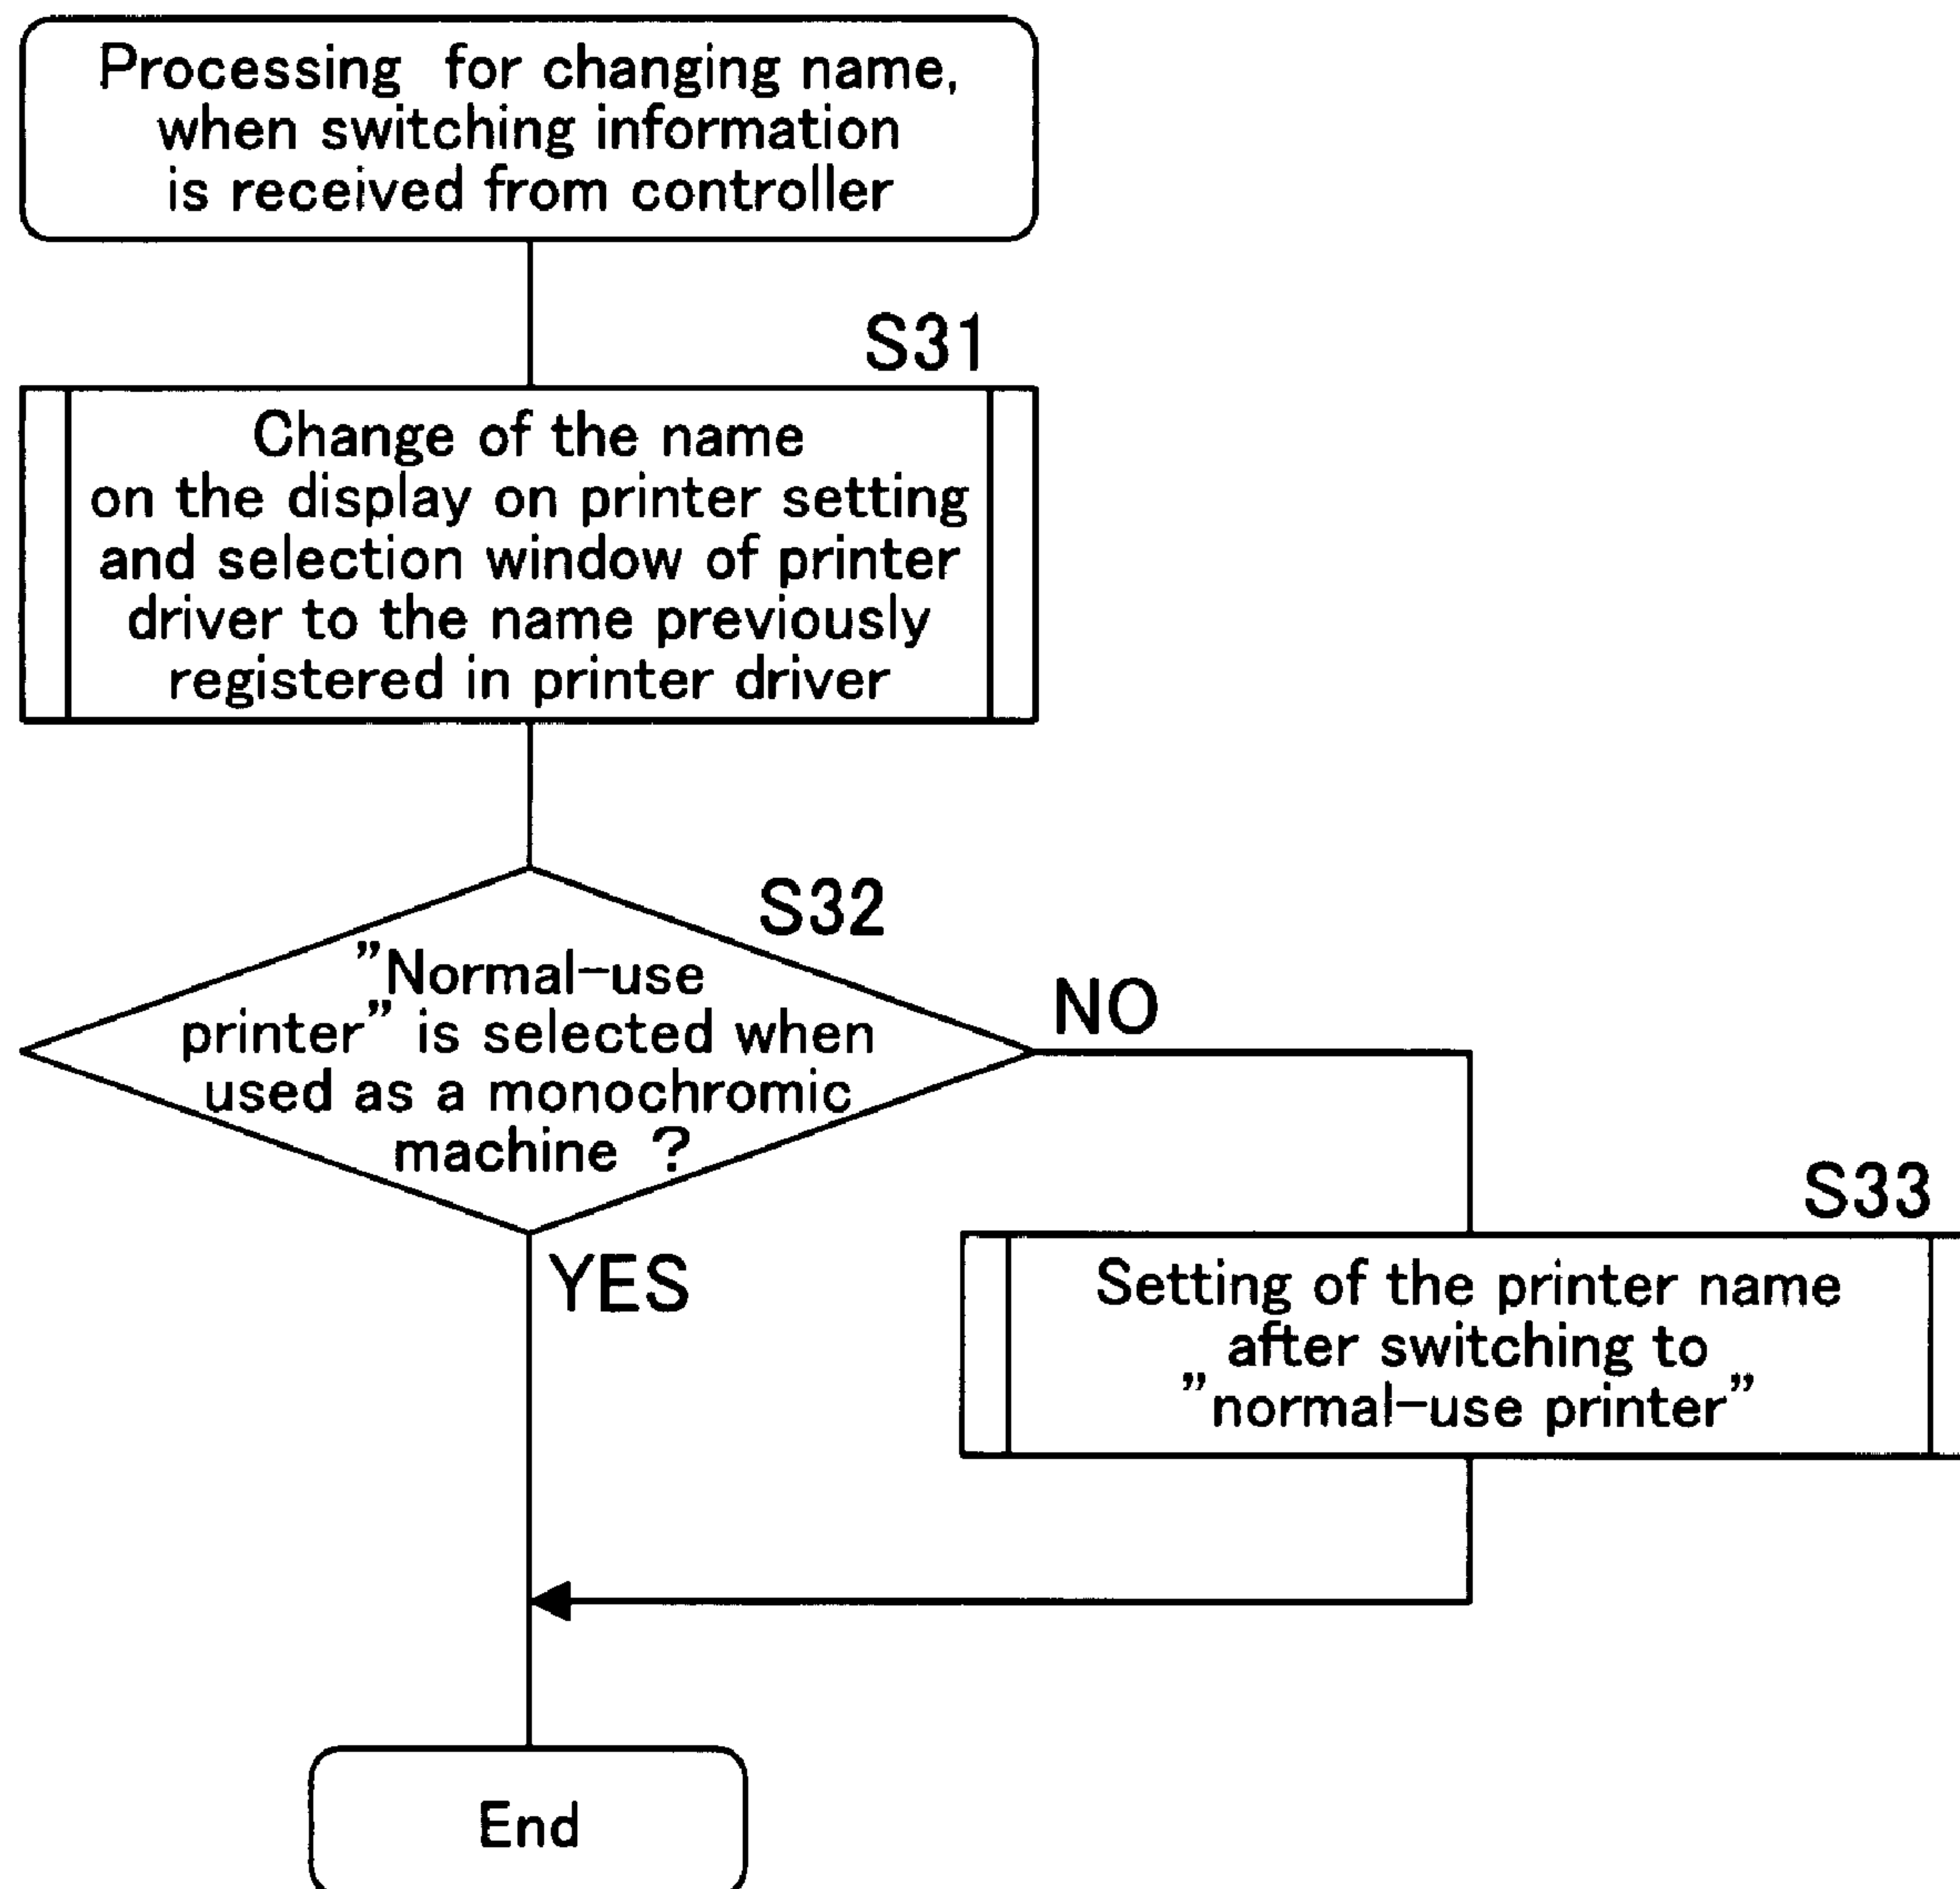 Processing for changing name,
when switching information
is received from controller
S31
Change of the name
on the display on printer setting
and selection window of printer
driver to the name previously
registered in printer driver
S32
”Normal-use
printer” is selected when
used as a monochromic
machine ?
NO
YES
S33
Setting of the printer name
after switching to
”normal-use printer”
End